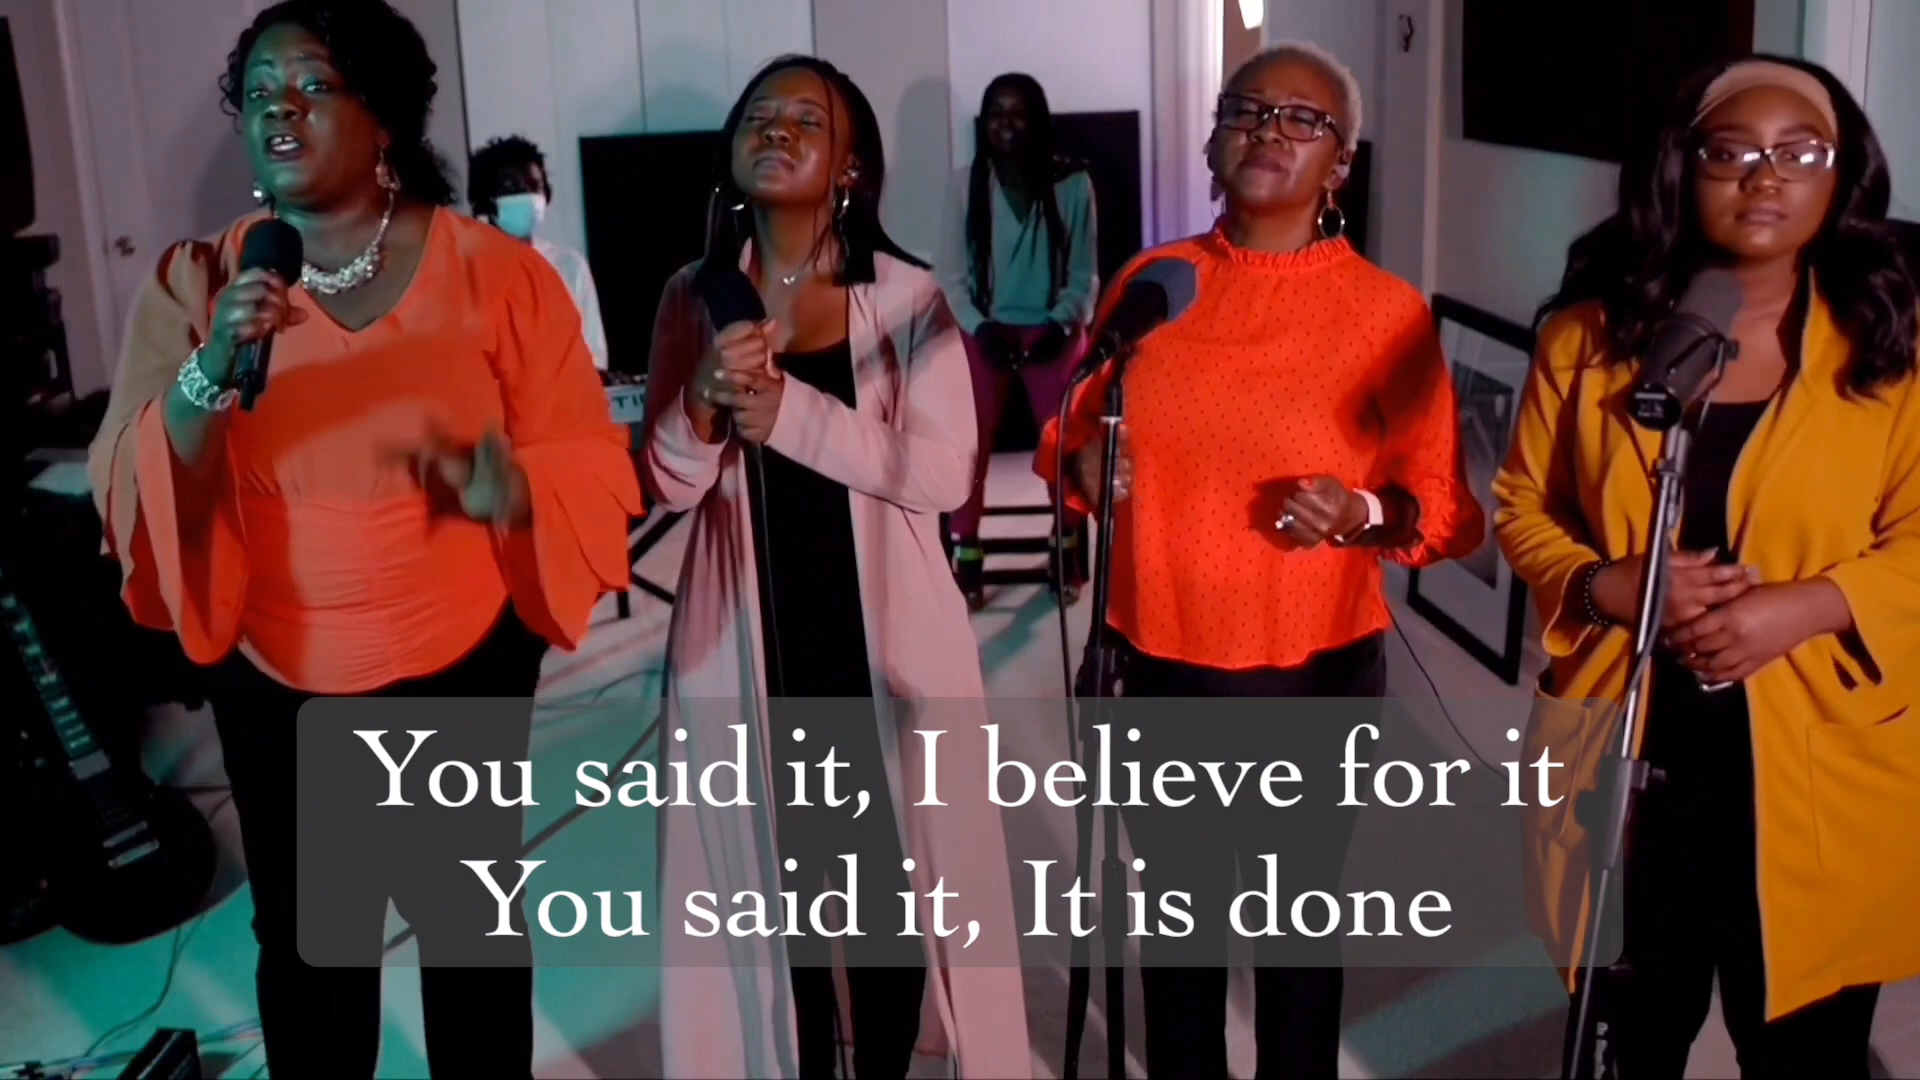 You said it, I believe for it
You said it, It is done